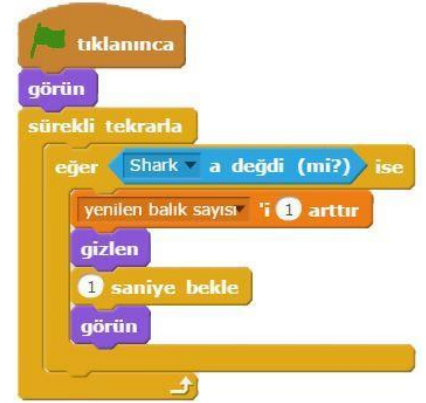 tıklanınca
görün
sürekli tekrarla
eğer Shark a değdi (mi?) ise
yenilen balık sayısı 'i 1 arttır
gizlen
1 saniye bekle
görün